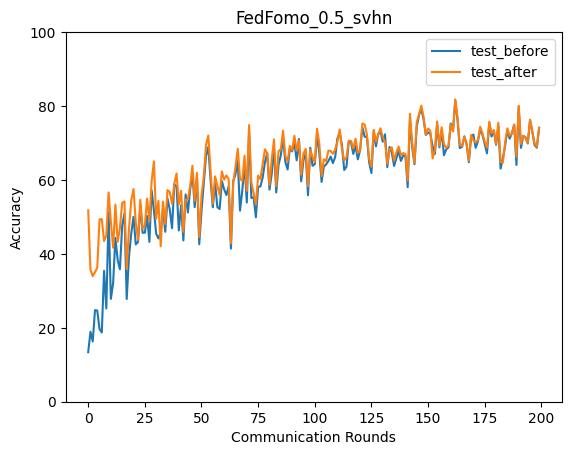 FedFomo_0.5_svhn
test_before
test_after
Accuracy
100
80
60
40
20
0
0 25 50 75 100 125 150 175 200
Communication Rounds